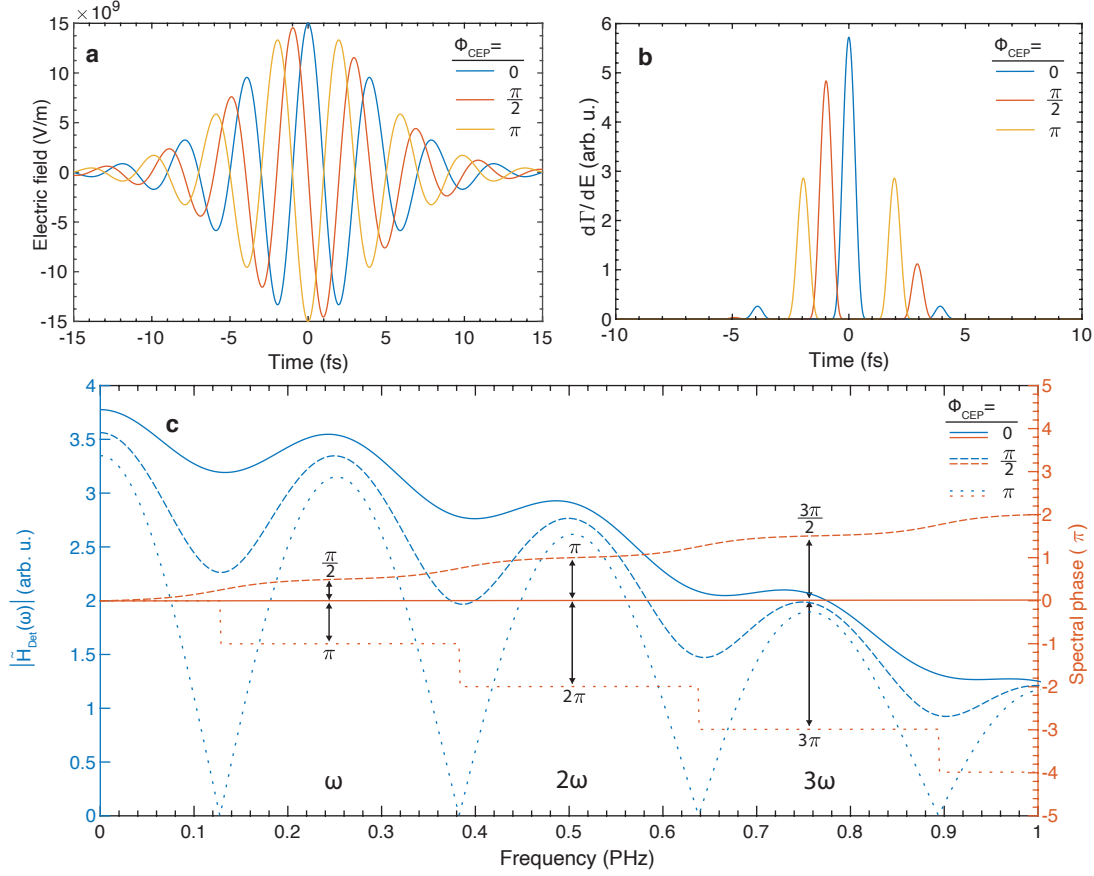 ×10⁹
a
Φ_CEP=
0
π/2
π
15
10
5
0
-5
-10
-15
Electric field (V/m)
-15 -10 -5 0 5 10 15
Time (fs)
b
Φ_CEP=
0
π/2
π
6
5
4
3
2
1
0
dΓ/dE (arb. u.)
-10 -5 0 5 10
Time (fs)
c
Φ_CEP=
0
π/2
π
4
3.5
3
2.5
2
1.5
1
0.5
0
|H̃_Det(ω)| (arb. u.)
π/2
π
π
2π
3π/2
3π
ω 2ω 3ω
5
4
3
2
1
0
-1
-2
-3
-4
-5
Spectral phase (π)
0 0.1 0.2 0.3 0.4 0.5 0.6 0.7 0.8 0.9 1
Frequency (PHz)